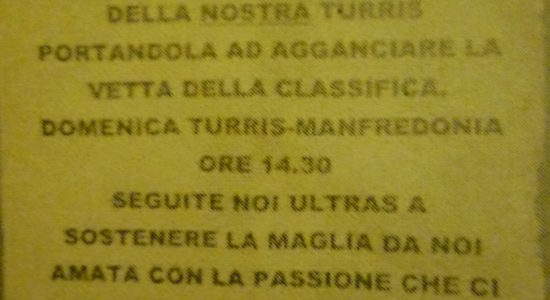 DELLA NOSTRA TURRIS
PORTANDOLA AD AGGANCIARE LA
VETTA DELLA CLASSIFICA.
DOMENICA TURRIS-MANFREDONIA
ORE 14.30
SEGUITE NOI ULTRAS A
SOSTENERE LA MAGLIA DA NOI
AMATA CON LA PASSIONE CHE CI